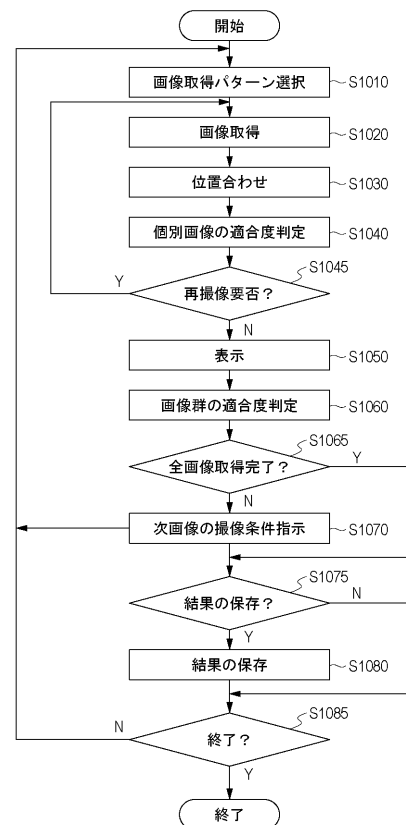 開始
画像取得パターン選択 S1010
画像取得 S1020
位置合わせ S1030
個別画像の適合度判定 S1040
S1045
Y
再撮像要否?
N
表示 S1050
画像群の適合度判定 S1060
S1065
全画像取得完了? Y
N
次画像の撮像条件指示 S1070
S1075
結果の保存? N
Y
結果の保存 S1080
S1085
N
終了?
Y
終了